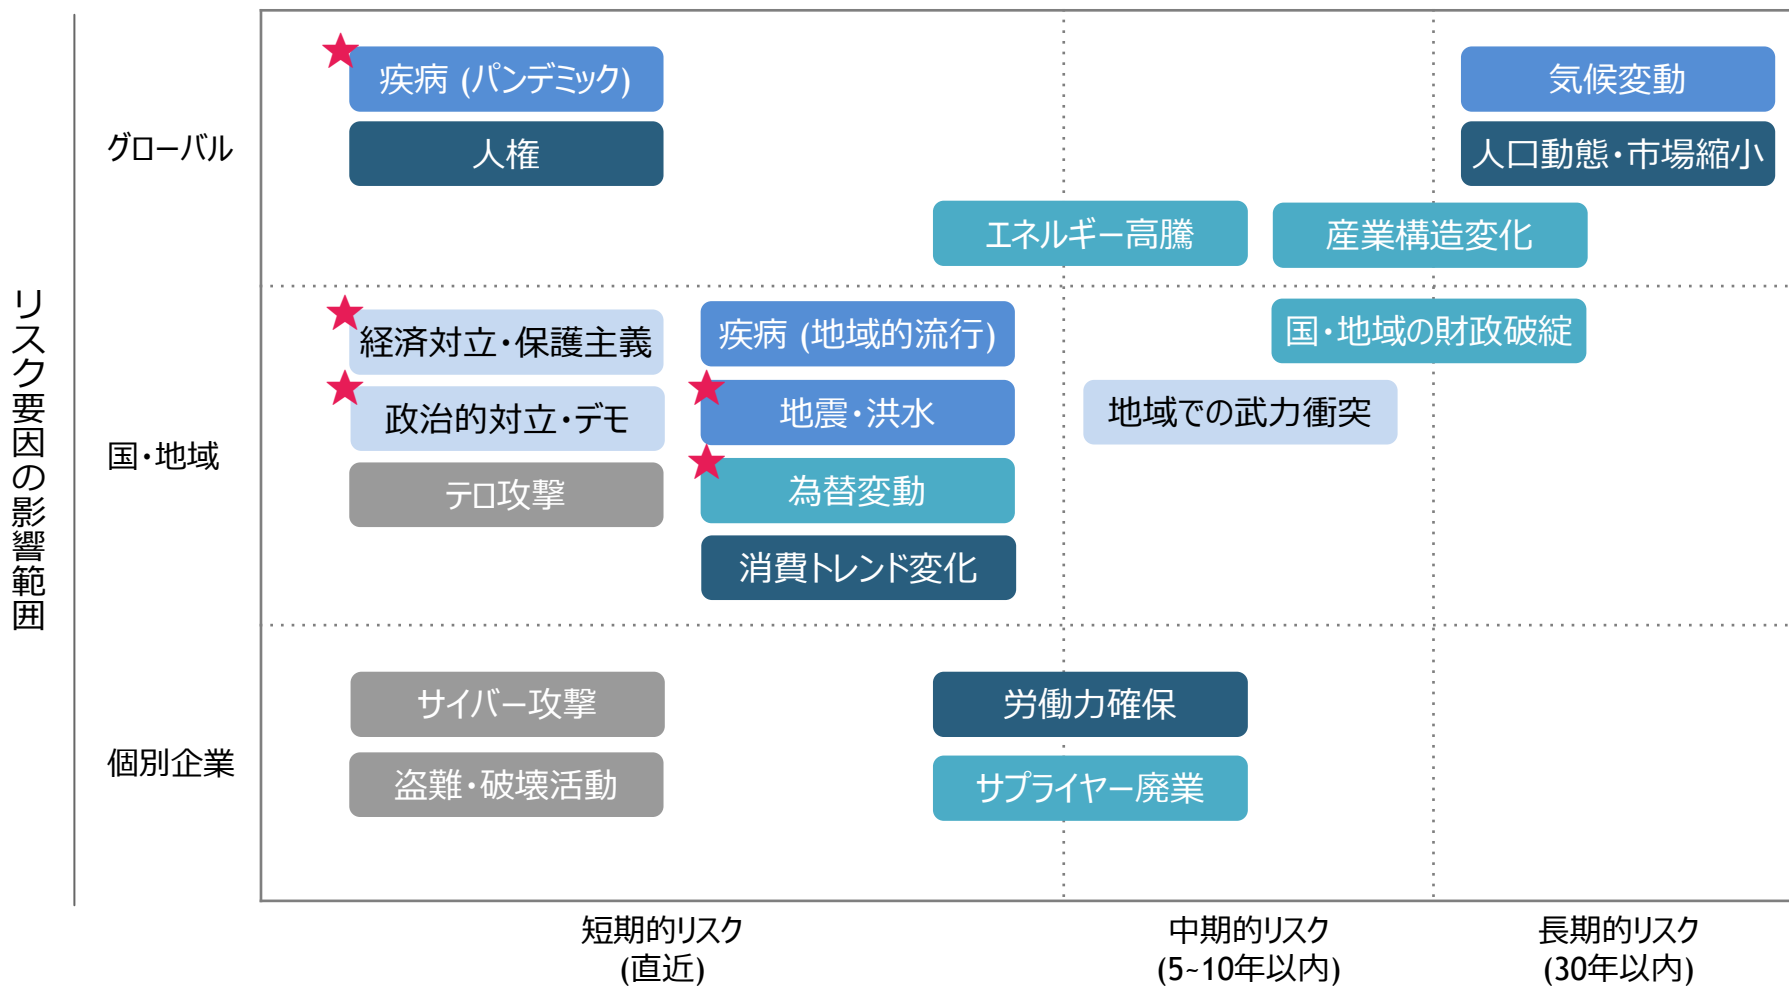 リスク要因の影響範囲
グローバル
疾病 (パンデミック)
人権
気候変動
人口動態・市場縮小
エネルギー高騰
産業構造変化
国・地域
経済対立・保護主義
政治的対立・デモ
テロ攻撃
疾病 (地域的流行)
地震・洪水
為替変動
消費トレンド変化
国・地域の財政破綻
地域での武力衝突
個別企業
サイバー攻撃
盗難・破壊活動
労働力確保
サプライヤー廃業
短期的リスク
(直近)
中期的リスク
(5~10年以内)
長期的リスク
(30年以内)